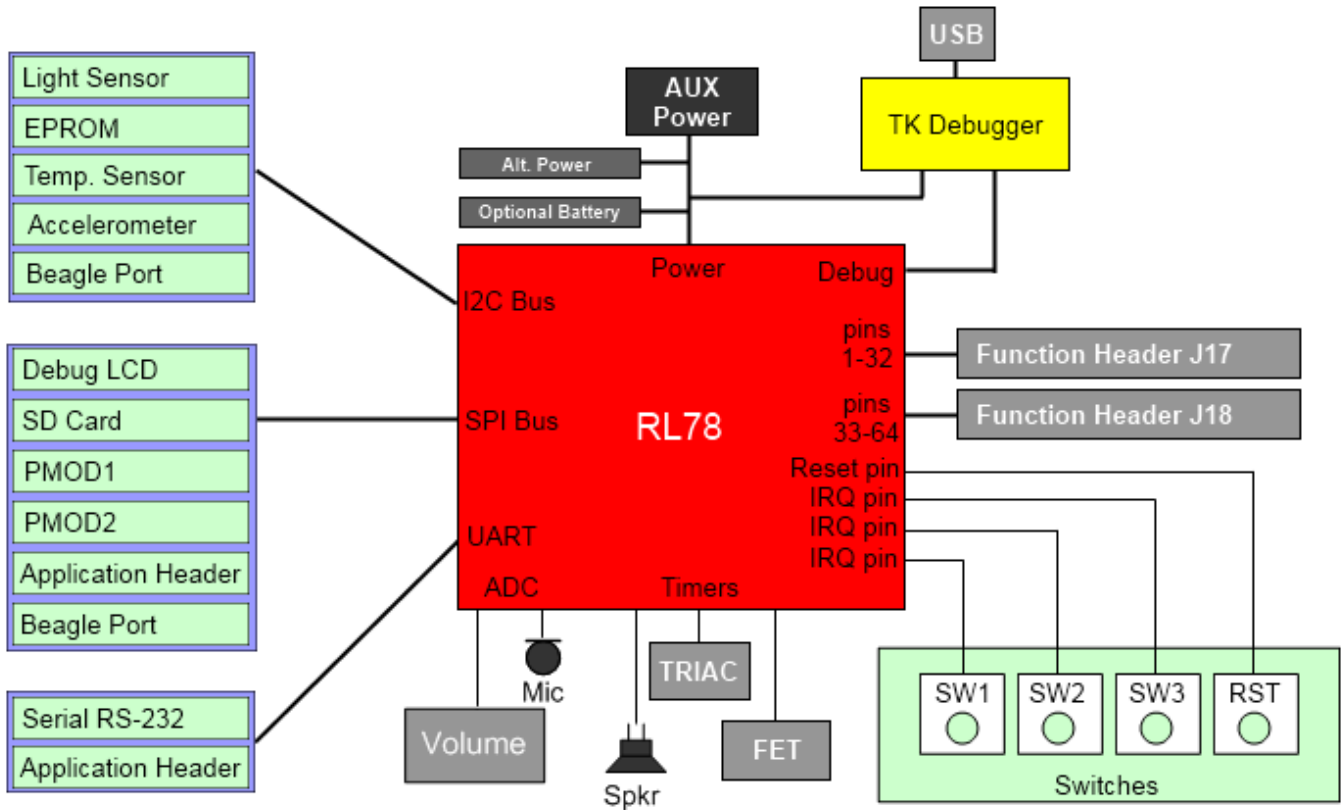 USB
AUX
Power
TK Debugger
Alt. Power
Optional Battery
Light Sensor
EPROM
Temp. Sensor
Accelerometer
Beagle Port
Debug LCD
SD Card
PMOD1
PMOD2
Application Header
Beagle Port
Serial RS-232
Application Header
Power
Debug
I2C Bus
pins
1-32
SPI Bus
RL78
pins
33-64
Reset pin
IRQ pin
IRQ pin
IRQ pin
UART
ADC
Timers
Function Header J17
Function Header J18
Volume
Mic
Spkr
TRIAC
FET
SW1
SW2
SW3
RST
Switches